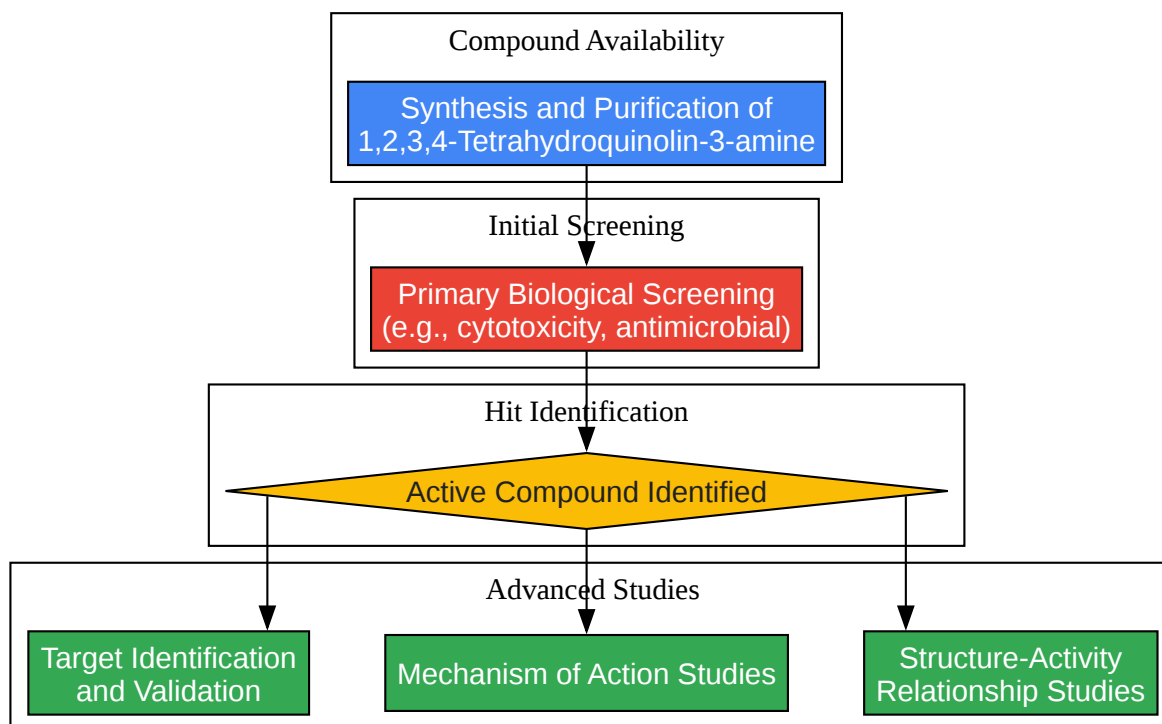 Compound Availability
Synthesis and Purification of
1,2,3,4-Tetrahydroquinolin-3-amine
Initial Screening
Primary Biological Screening
(e.g., cytotoxicity, antimicrobial)
Hit Identification
Active Compound Identified
Advanced Studies
Target Identification
and Validation
Mechanism of Action Studies
Structure-Activity
Relationship Studies